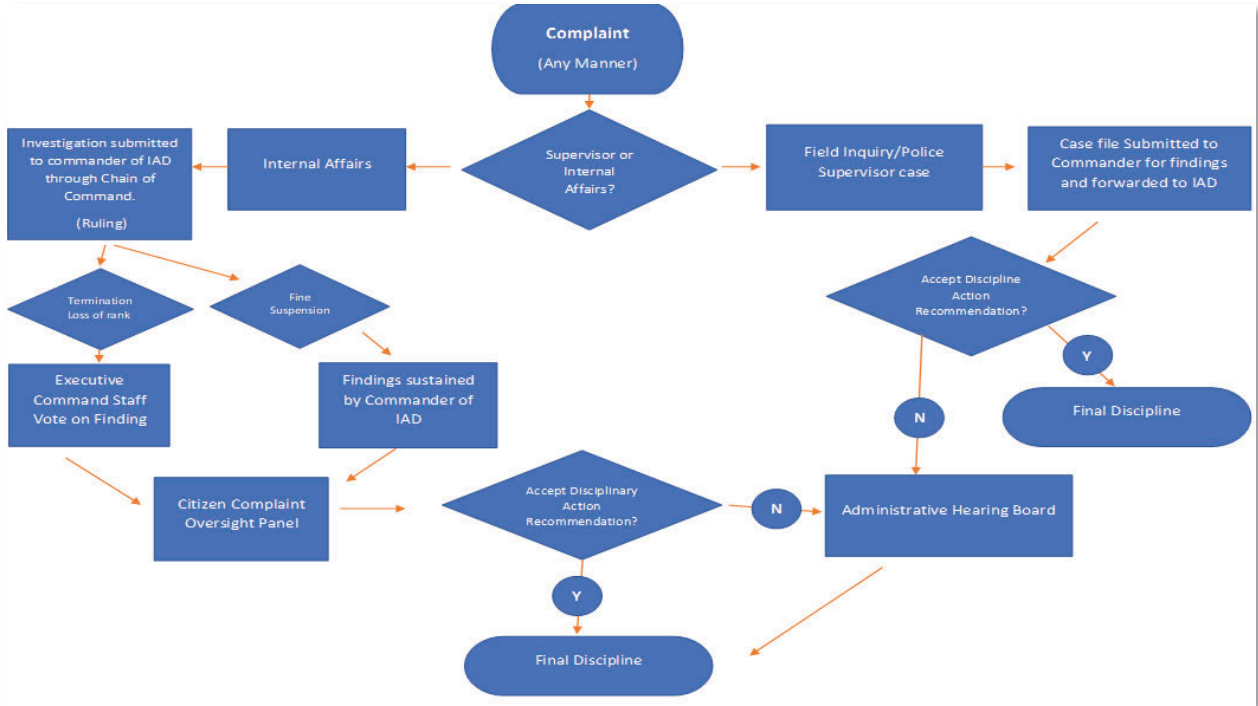 Complaint
(Any Manner)
Supervisor or
Internal
Affairs?
Internal Affairs
Investigation submitted
to commander of IAD
through Chain of
Command.
(Ruling)
Field Inquiry/Police
Supervisor case
Case file Submitted to
Commander for findings
and forwarded to IAD
Termination
Loss of rank
Fine
Suspension
Accept Discipline
Action
Recommendation?
Y
Final Discipline
N
Executive
Command Staff
Vote on Finding
Findings sustained
by Commander of
IAD
Citizen Complaint
Oversight Panel
Accept Disciplinary
Action
Recommendation?
N
Administrative Hearing Board
Y
Final Discipline